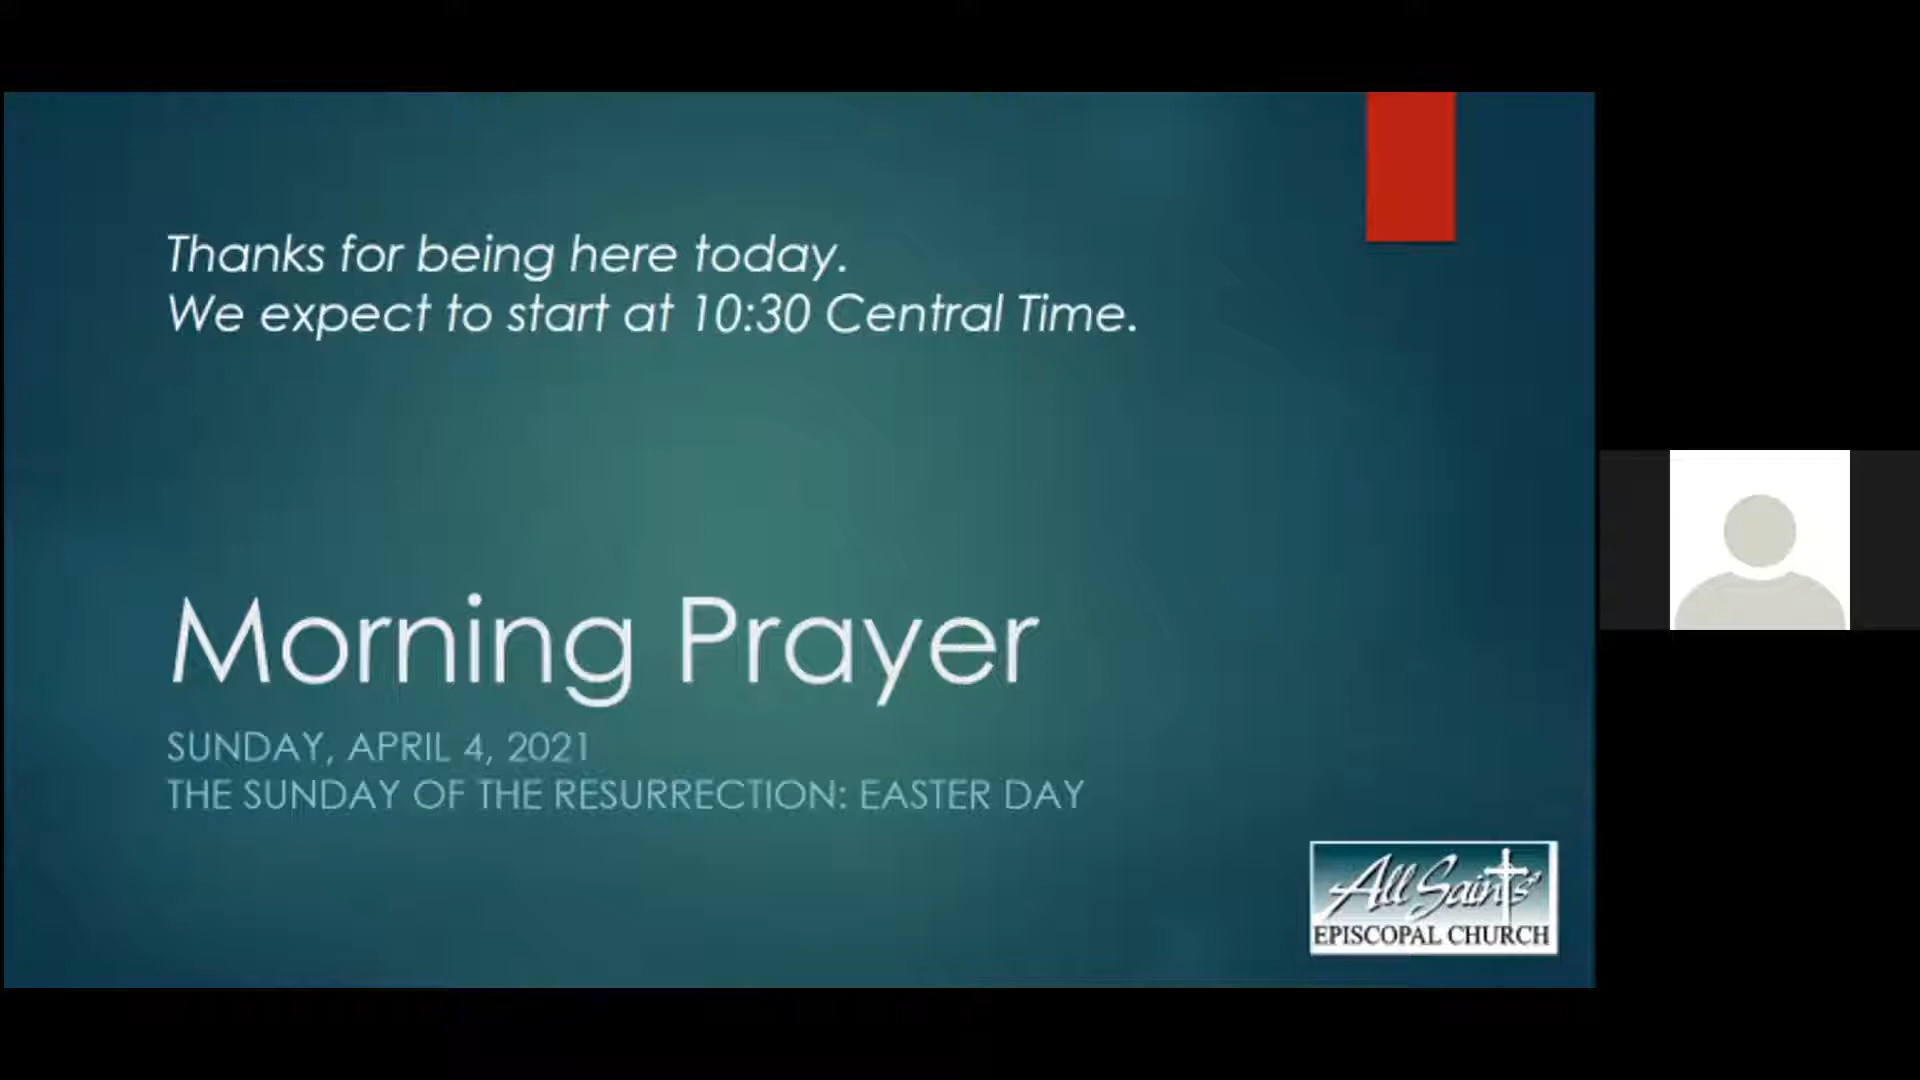 Thanks for being here today.
We expect to start at 10:30 Central Time.
Morning Prayer
SUNDAY, APRIL 4, 2021
THE SUNDAY OF THE RESURRECTION: EASTER DAY
All Saints'
EPISCOPAL CHURCH